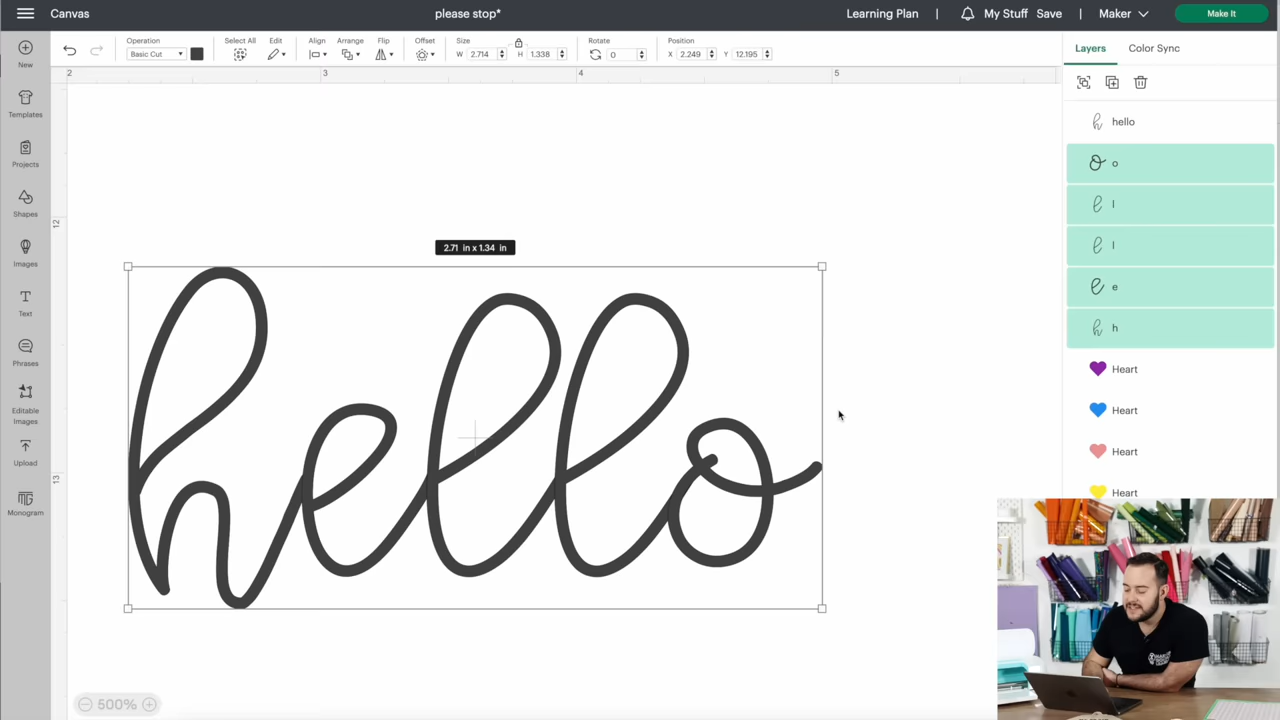 Canvas
please stop*
Learning Plan | My Stuff Save | Maker Make It
New
Templates
Projects
Shapes
Images
Text
Phrases
Editable Images
Upload
Monogram
Operation
Basic Cut
Select All
Edit
Align
Arrange
Flip
Offset
Size
W 2.714 H 1.338
Rotate
0
Position
X 2.249 Y 12.195
2 3 4 5
12
13
2.71 in x 1.34 in
hello
500%
Layers Color Sync
hello
o
l
l
e
h
Heart
Heart
Heart
Heart